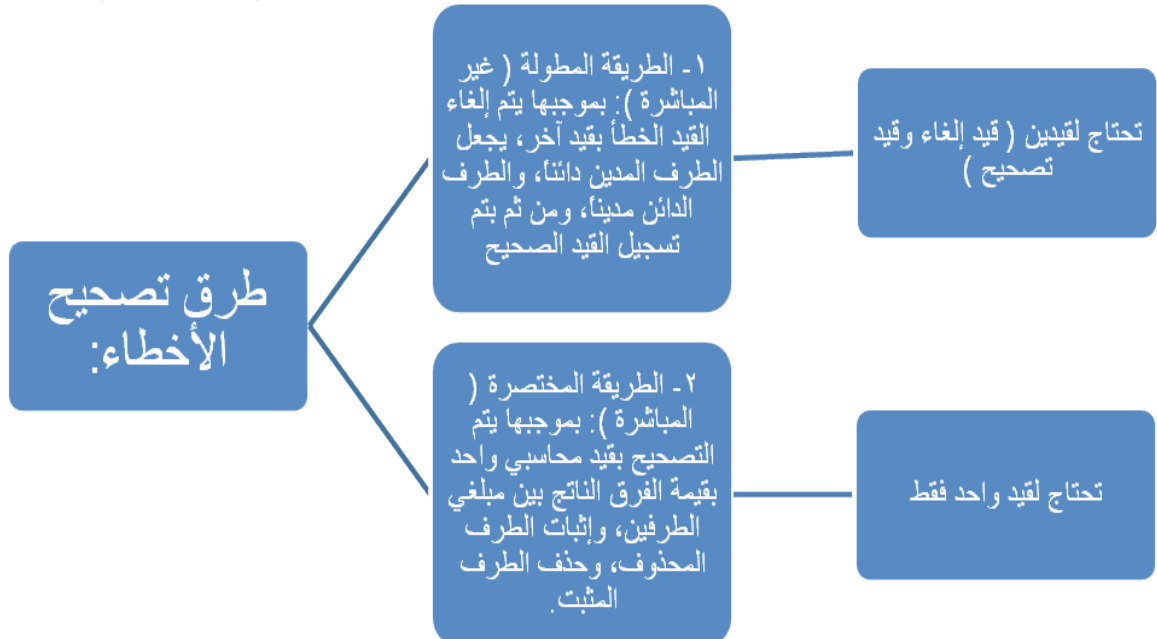 طرق تصحيح
الأخطاء:
١- الطريقة المطولة ( غير
المباشرة ): بموجبها يتم إلغاء
القيد الخطأ بقيد آخر، يجعل
الطرف المدين دائناً، والطرف
الدائن مديناً، ومن ثم بتم
تسجيل القيد الصحيح
تحتاج لقيدين ( قيد إلغاء وقيد
تصحيح )
٢- الطريقة المختصرة (
المباشرة ): بموجبها يتم
التصحيح بقيد محاسبي واحد
بقيمة الفرق الناتج بين مبلغي
الطرفين، وإثبات الطرف
المحذوف، وحذف الطرف
المثبت.
تحتاج لقيد واحد فقط